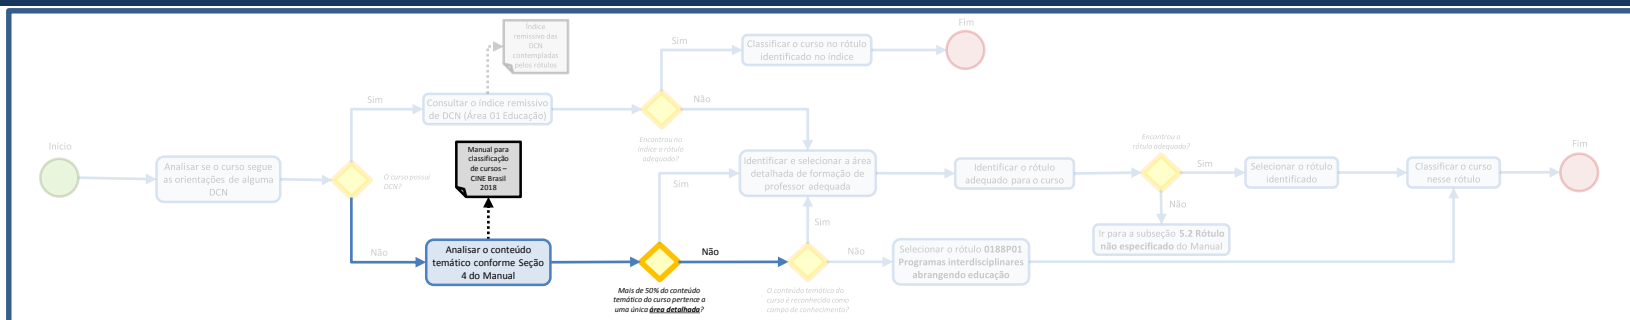 Índice
remissivo das
DCN
contempladas
pelos rótulos
Fim
Sim
Classificar o curso no rótulo
identificado no índice
Sim
Consultar o índice remissivo
de DCN (Área 01 Educação)
Não
Encontrou no
índice o rótulo
adequado?
Início
Analisar se o curso segue
as orientações de alguma
DCN
O curso possui
DCN?
Manual para
classificação
de cursos –
CINE Brasil
2018
Identificar e selecionar a área
detalhada de formação de
professor adequada
Identificar o rótulo
adequado para o curso
Encontrou o
rótulo adequado?
Sim
Selecionar o rótulo
identificado
Classificar o curso
nesse rótulo
Fim
Sim
Sim
Não
Ir para a subseção 5.2 Rótulo
não especificado do Manual
Não
Analisar o conteúdo
temático conforme Seção
4 do Manual
Não
Mais de 50% do conteúdo
temático do curso pertence a
uma única área detalhada?
Não
O conteúdo temático do
curso é reconhecido como
campo de conhecimento?
Selecionar o rótulo 0188P01
Programas interdisciplinares
abrangendo educação